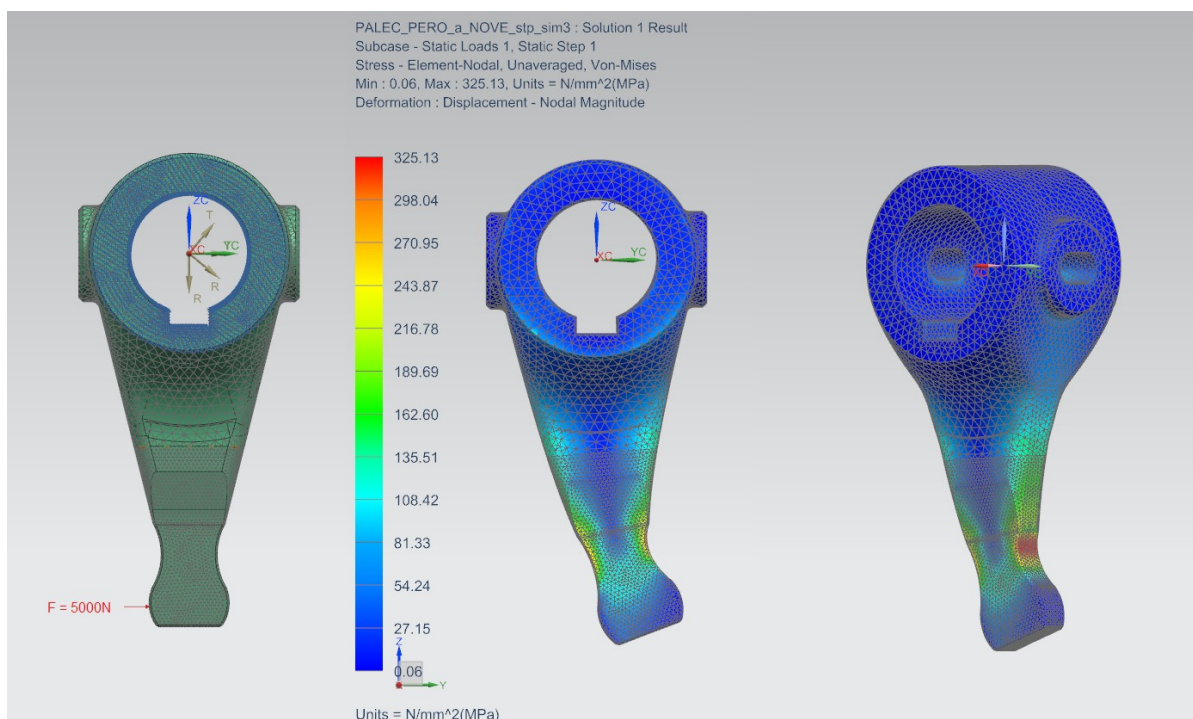 PALEC_PERO_a_NOVE_stp_sim3 : Solution 1 Result
Subcase - Static Loads 1, Static Step 1
Stress - Element-Nodal, Unaveraged, Von-Mises
Min : 0.06, Max : 325.13, Units = N/mm^2(MPa)
Deformation : Displacement - Nodal Magnitude
ZC
T
XC
YC
R
R
F = 5000N
325.13
298.04
270.95
243.87
216.78
189.69
162.60
135.51
108.42
81.33
54.24
27.15
0.06
Z
Y
Units = N/mm^2(MPa)
ZC
XC
YC